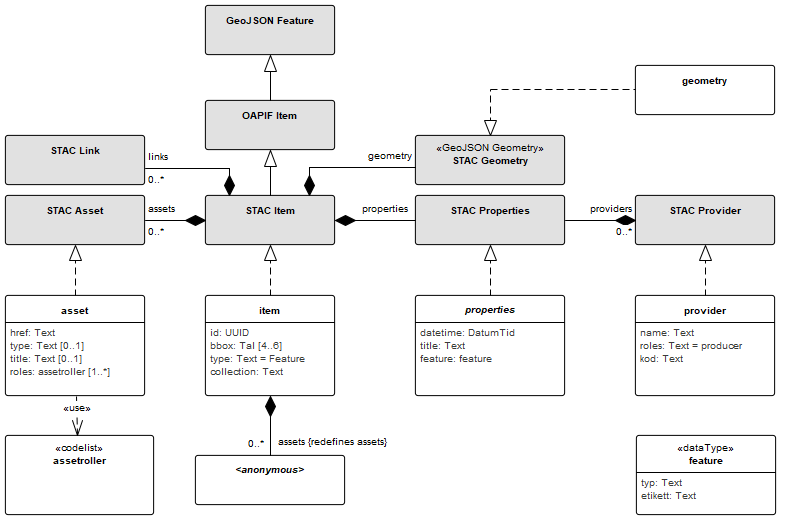 GeoJSON Feature
OAPIF Item
geometry
STAC Link
links
0..*
geometry
«GeoJSON Geometry»
STAC Geometry
STAC Asset
assets
0..*
STAC Item
properties
STAC Properties
providers
0..*
STAC Provider
asset
href: Text
type: Text [0..1]
title: Text [0..1]
roles: assetroller [1..*]
item
id: UUID
bbox: Tal [4..6]
type: Text = Feature
collection: Text
properties
datetime: DatumTid
title: Text
feature: feature
provider
name: Text
roles: Text = producer
kod: Text
«use»
0..*
assets {redefines assets}
«codelist»
assetroller
<anonymous>
«dataType»
feature
typ: Text
etikett: Text